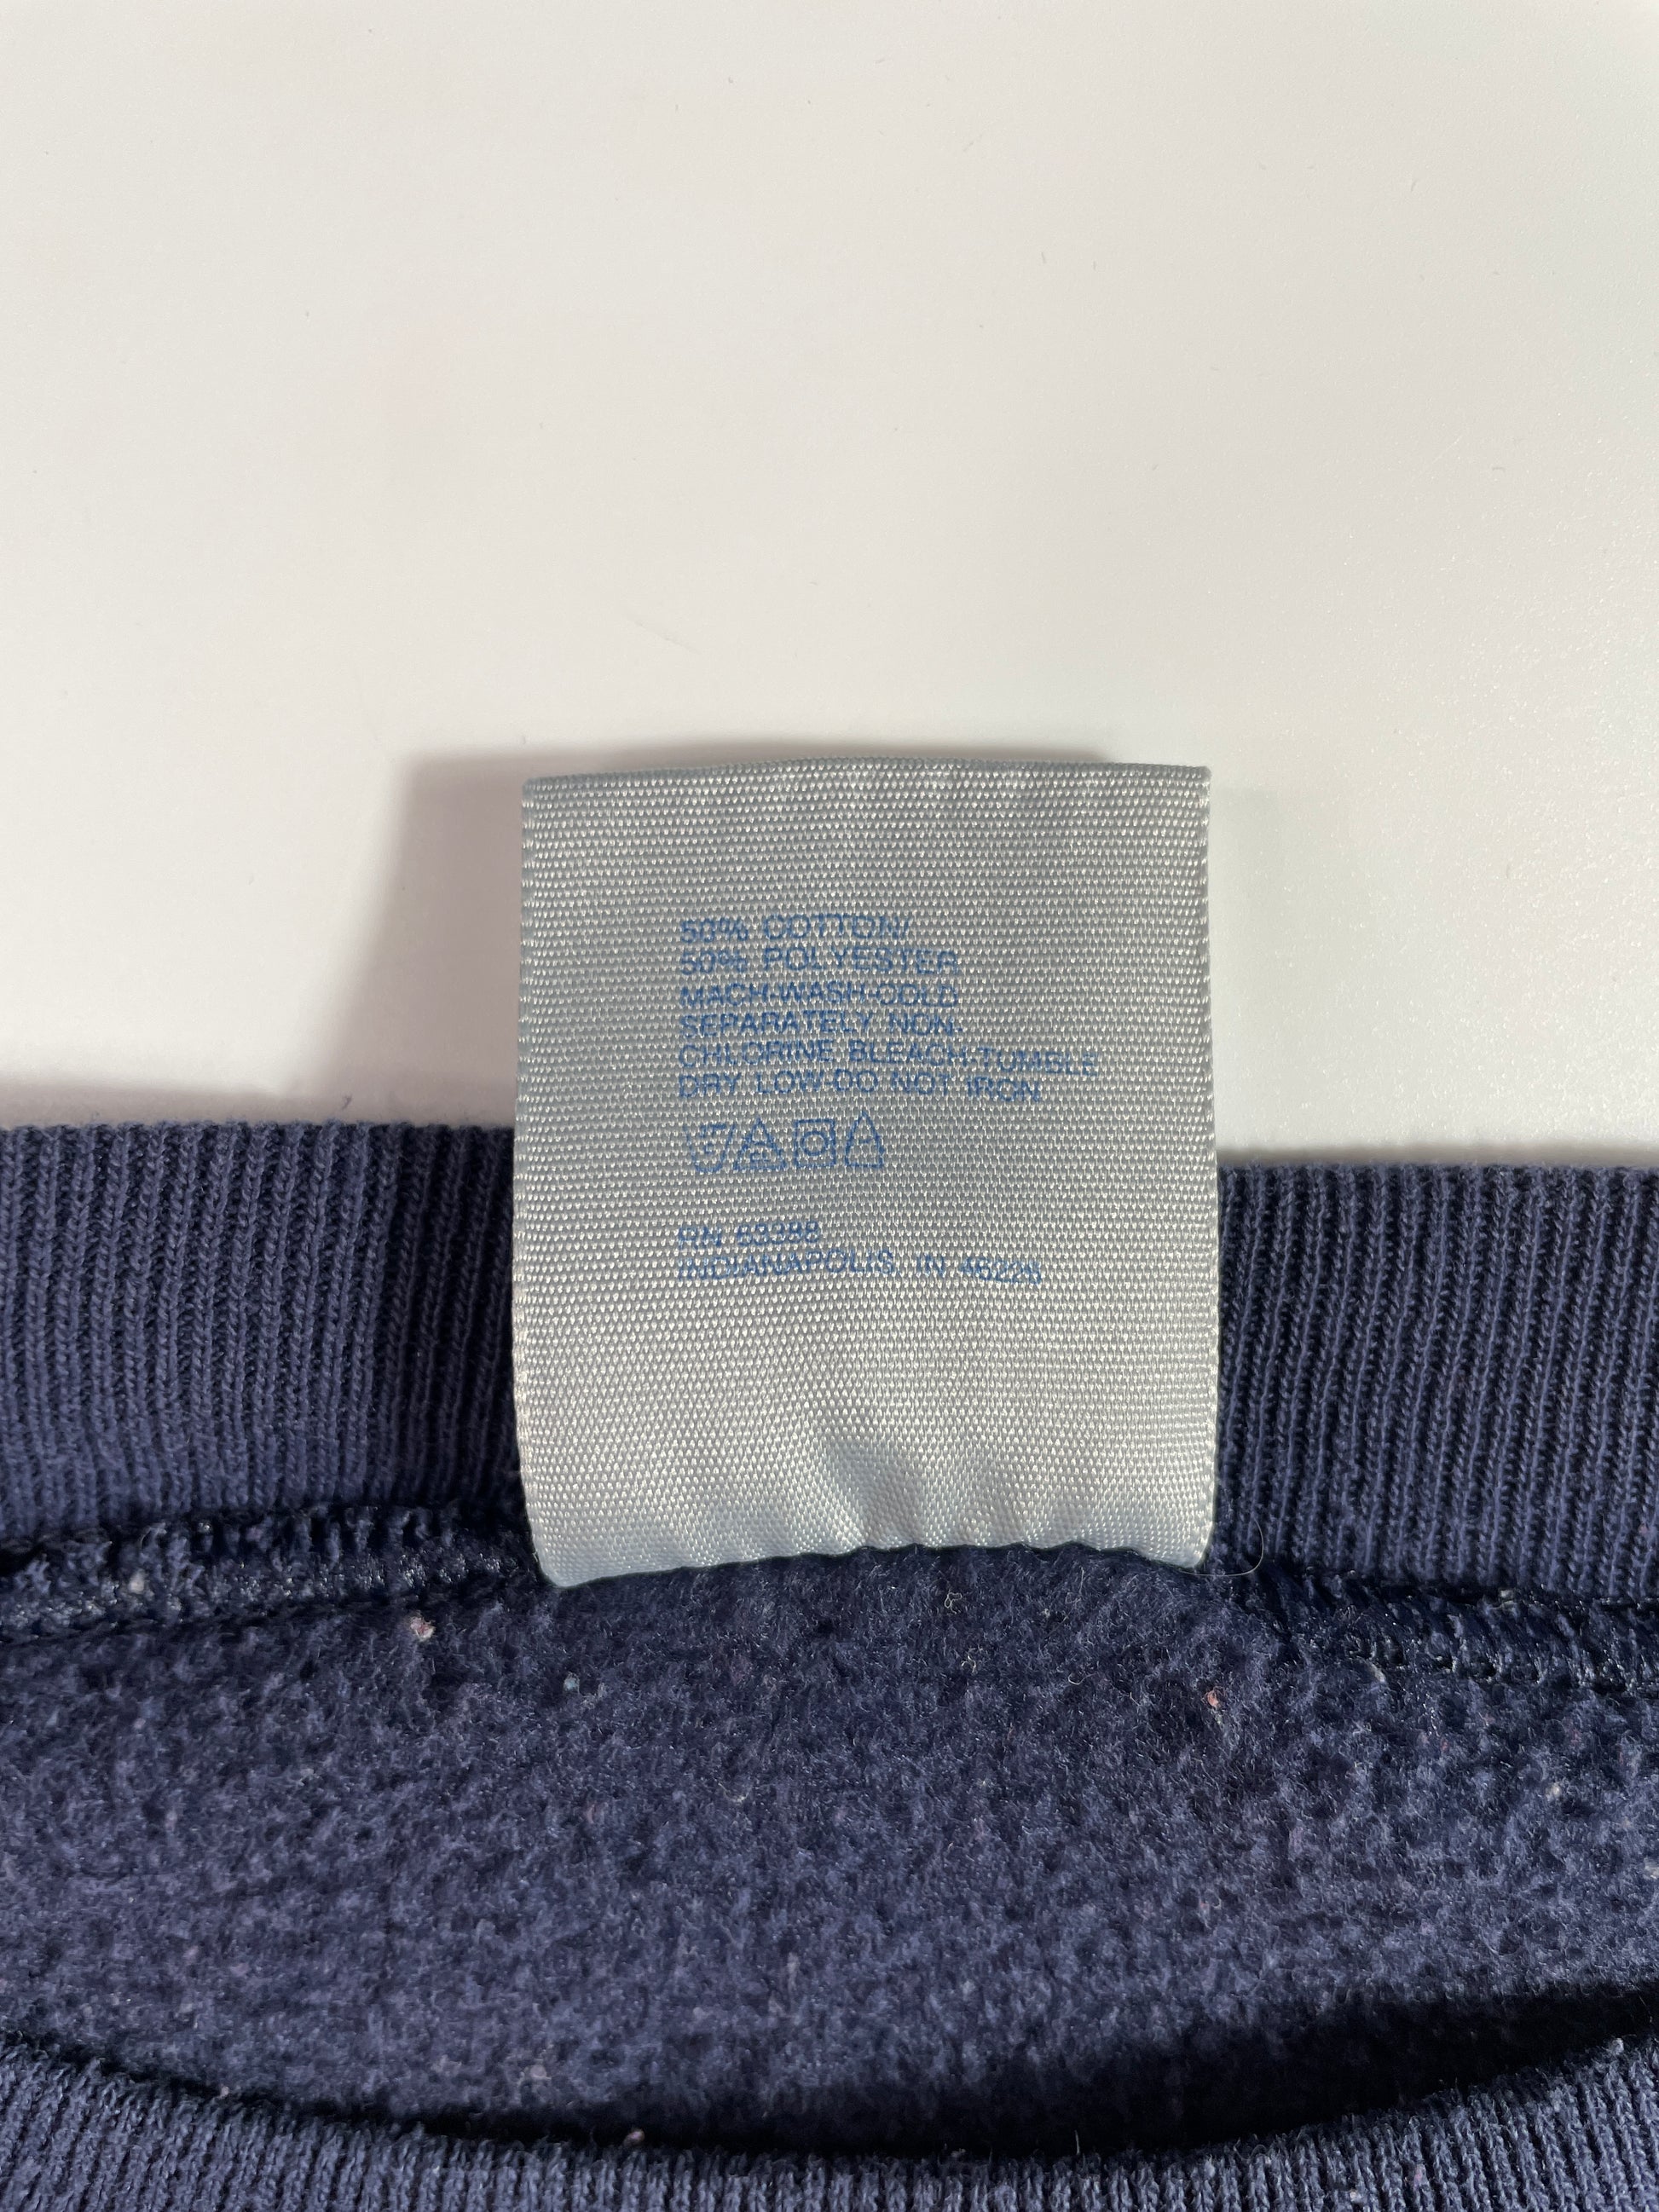 50% COTTON/
50% POLYESTER
MACH-WASH-COLD
SEPARATELY NON-
CHLORINE BLEACH-TUMBLE
DRY LOW-DO NOT IRON
RN 63388
INDIANAPOLIS, IN 46226